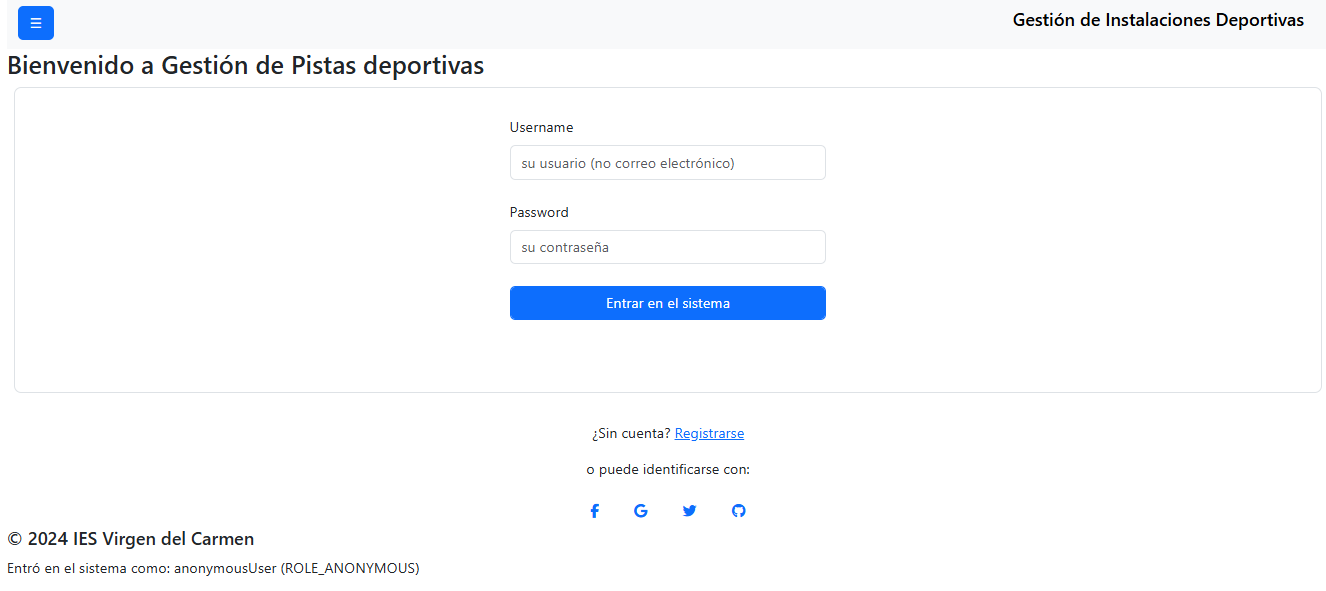 Gestión de Instalaciones Deportivas
Bienvenido a Gestión de Pistas deportivas
Username
su usuario (no correo electrónico)
Password
su contraseña
Entrar en el sistema
¿Sin cuenta? Registrarse
o puede identificarse con:
© 2024 IES Virgen del Carmen
Entró en el sistema como: anonymousUser (ROLE_ANONYMOUS)